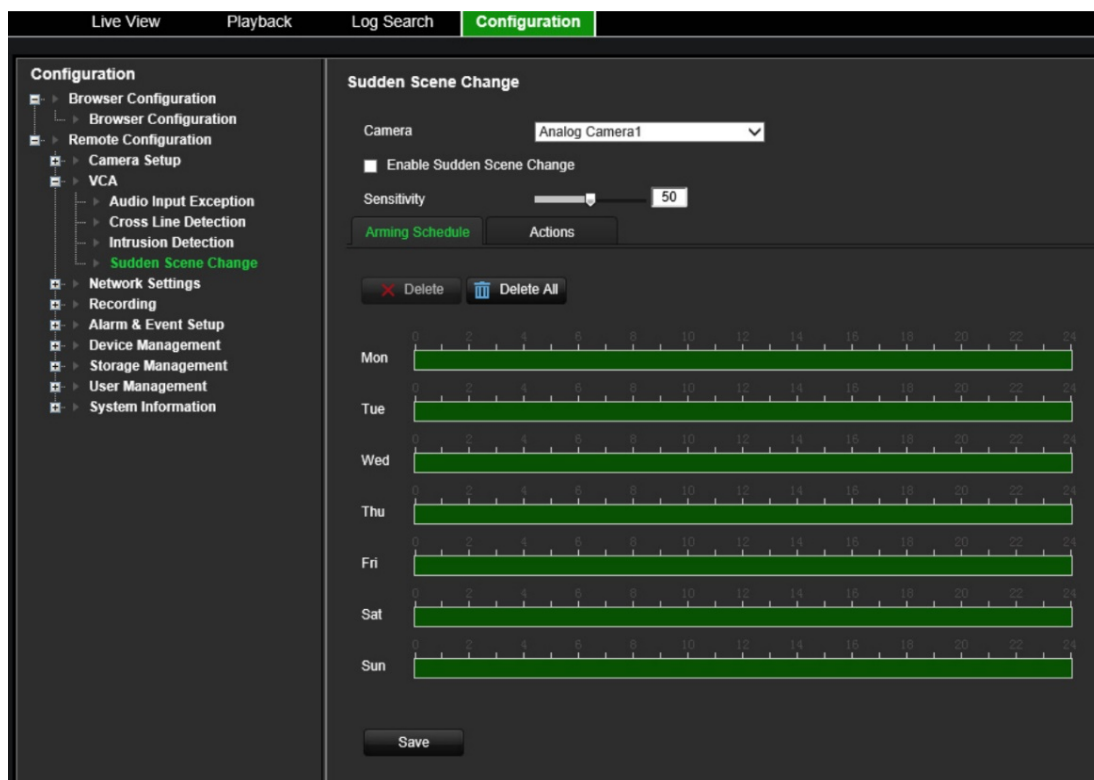 Live View Playback Log Search Configuration
Configuration
Browser Configuration
Browser Configuration
Remote Configuration
Camera Setup
VCA
Audio Input Exception
Cross Line Detection
Intrusion Detection
Sudden Scene Change
Network Settings
Recording
Alarm & Event Setup
Device Management
Storage Management
User Management
System Information
Sudden Scene Change
Camera Analog Camera1
Enable Sudden Scene Change
Sensitivity 50
Arming Schedule Actions
Delete Delete All
0 2 4 6 8 10 12 14 16 18 20 22 24
Mon
0 2 4 6 8 10 12 14 16 18 20 22 24
Tue
0 2 4 6 8 10 12 14 16 18 20 22 24
Wed
0 2 4 6 8 10 12 14 16 18 20 22 24
Thu
0 2 4 6 8 10 12 14 16 18 20 22 24
Fri
0 2 4 6 8 10 12 14 16 18 20 22 24
Sat
0 2 4 6 8 10 12 14 16 18 20 22 24
Sun
Save